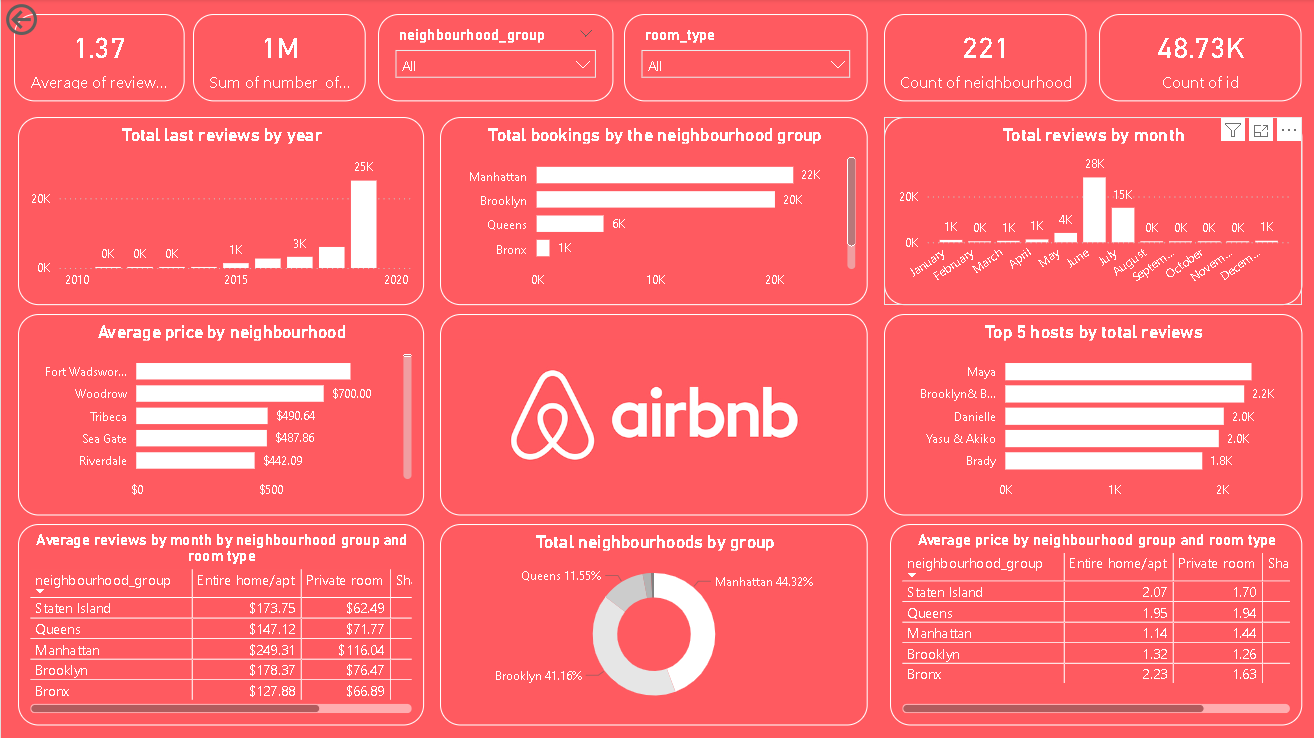 1.37
Average of review...
1M
Sum of number_of...
neighbourhood_group
All
room_type
All
221
Count of neighbourhood
48.73K
Count of id
Total last reviews by year
25K
20K
0K 0K 0K 1K 3K
0K
2010 2015 2020
Total bookings by the neighbourhood group
Manhattan 22K
Brooklyn 20K
Queens 6K
Bronx 1K
0K 10K 20K
Total reviews by month
28K
20K
15K
1K 0K 1K 1K 4K 0K 0K 0K 0K 1K
0K
January February March April May June July August Septem... October Novem... Decem...
Average price by neighbourhood
Fort Wadswor...
Woodrow $700.00
Tribeca $490.64
Sea Gate $487.86
Riverdale $442.09
$0 $500
airbnb
Top 5 hosts by total reviews
Maya
Brooklyn& B... 2.2K
Danielle 2.0K
Yasu & Akiko 2.0K
Brady 1.8K
0K 1K 2K
Average reviews by month by neighbourhood group and
room type
neighbourhood_group Entire home/apt Private room Sha
Staten Island $173.75 $62.49
Queens $147.12 $71.77
Manhattan $249.31 $116.04
Brooklyn $178.37 $76.47
Bronx $127.88 $66.89
Total neighbourhoods by group
Queens 11.55%
Manhattan 44.32%
Brooklyn 41.16%
Average price by neighbourhood group and room type
neighbourhood_group Entire home/apt Private room Sha
Staten Island 2.07 1.70
Queens 1.95 1.94
Manhattan 1.14 1.44
Brooklyn 1.32 1.26
Bronx 2.23 1.63